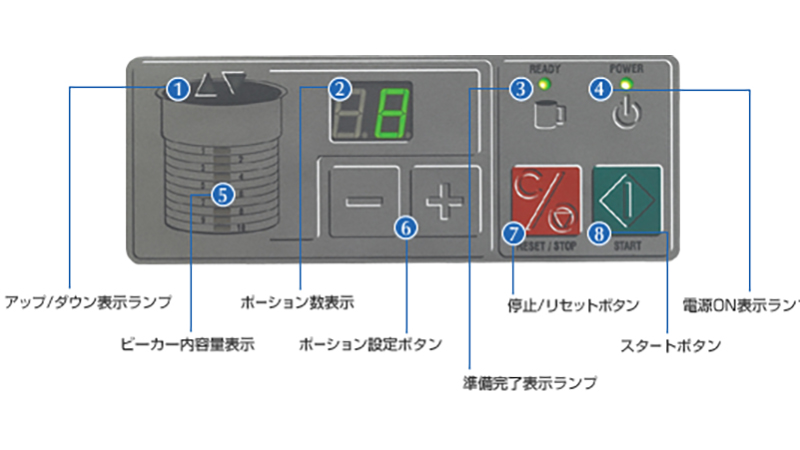 1
2
3
4
READY
POWER
8
5
2
10
6
7
8
RESET / STOP
START
アップ/ダウン表示ランプ
ポーション数表示
停止/リセットボタン
電源ON表示ランプ
ビーカー内容量表示
ポーション設定ボタン
スタートボタン
準備完了表示ランプ